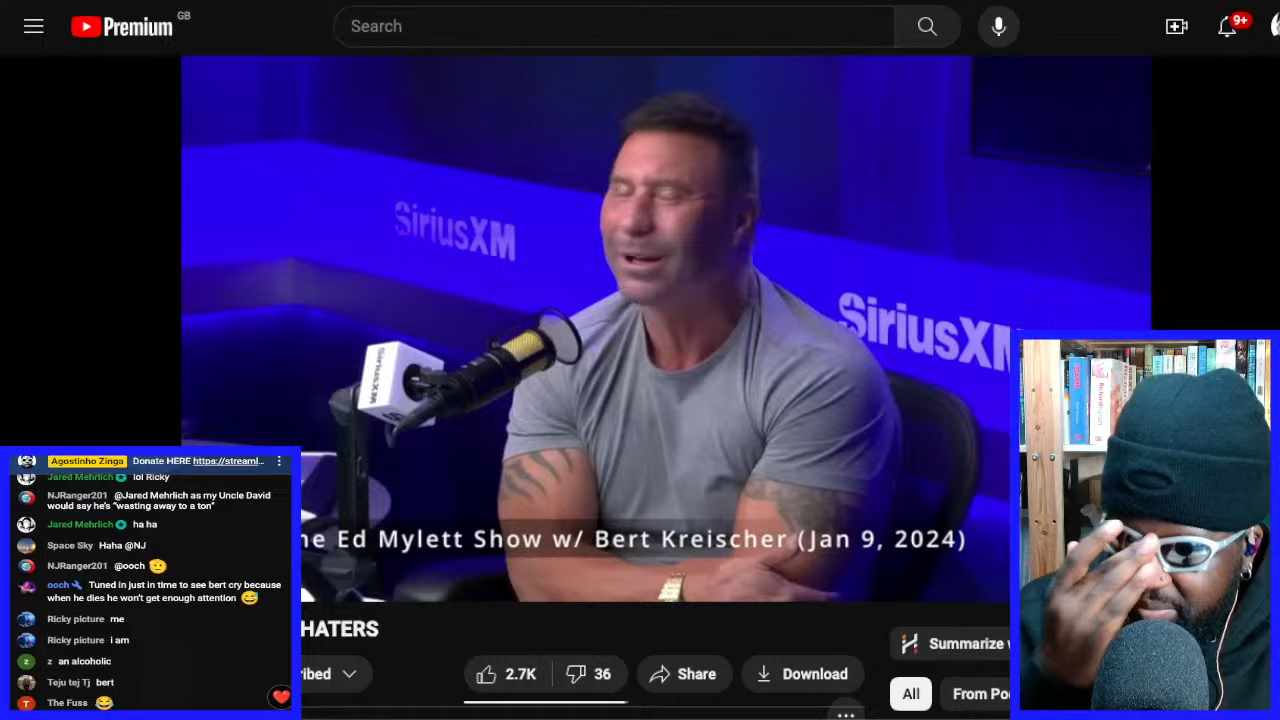 Premium GB
Search
9+
SiriusXM
SiriusXM
SiriusXM
he Ed Mylett Show w/ Bert Kreischer (Jan 9, 2024)
HATERS
ribed
2.7K
36
Share
Download
Summarize
All
From Po
Agostinho Zinga Donate HERE https://streaml...
Jared Mehrlich lol Ricky
NJRanger201 @Jared Mehrlich as my Uncle David
would say he's "wasting away to a ton"
Jared Mehrlich ha ha
Space Sky Haha @NJ
NJRanger201 @ooch 🫡
ooch Tuned in just in time to see bert cry because
when he dies he won't get enough attention 😅
Ricky picture me
Ricky picture i am
z z an alcoholic
Teju tej Tj bert
T The Fuss 😂